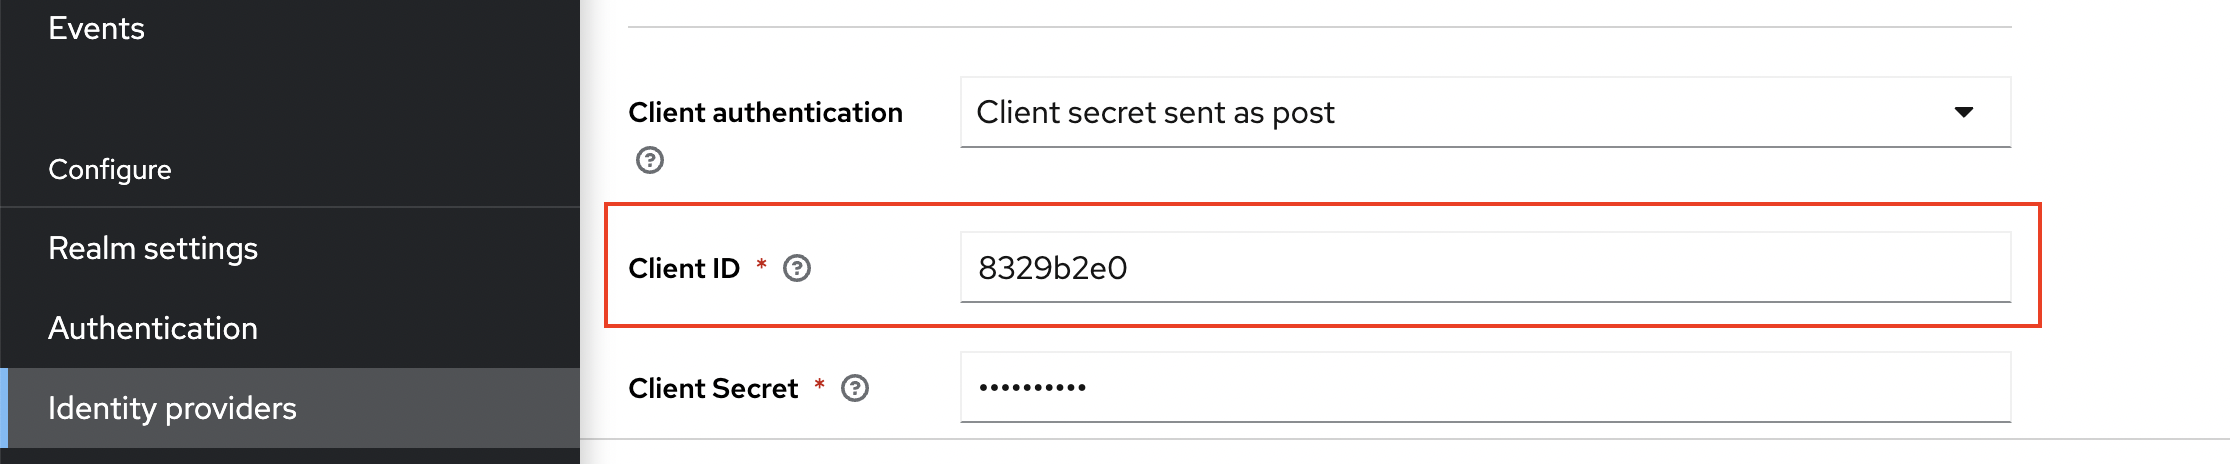 Events
Configure
Realm settings
Authentication
Identity providers
Client authentication
Client secret sent as post
Client ID *
8329b2e0
Client Secret *
••••••••••